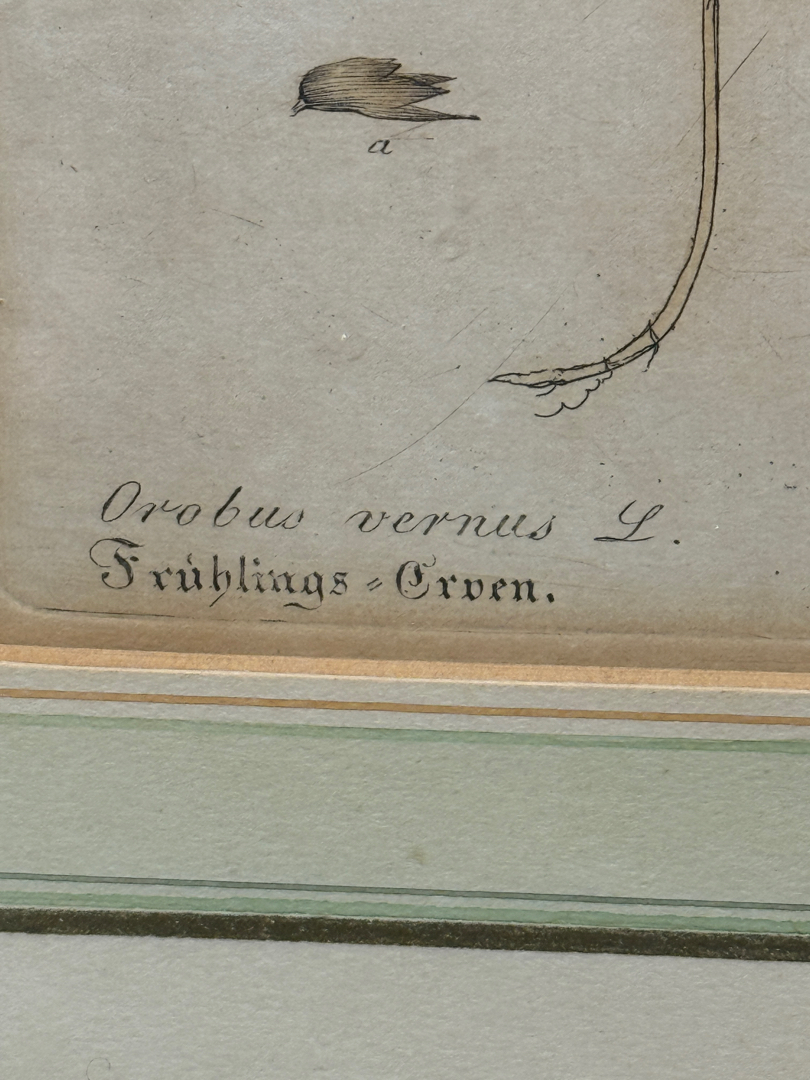 a
Orobus vernus L.
Frühlings-Erven.